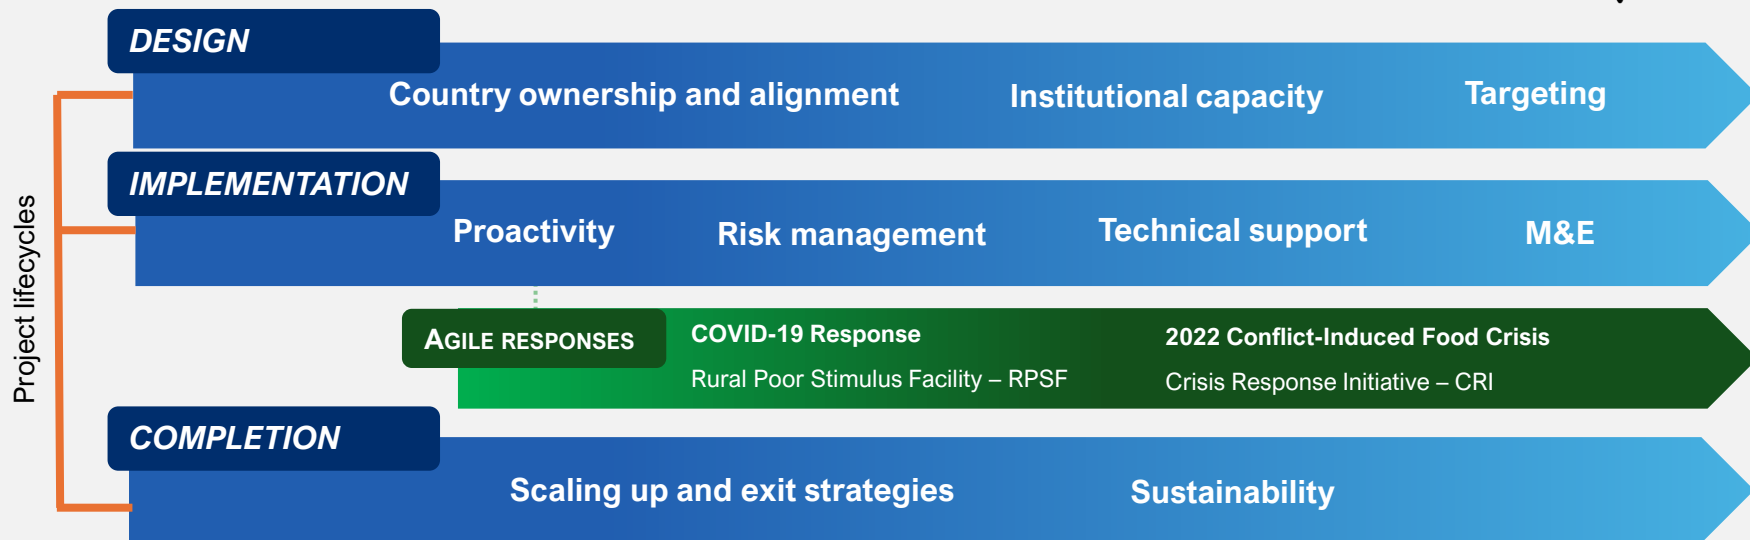 DESIGN
Country ownership and alignment
Institutional capacity
Targeting
Project lifecycles
IMPLEMENTATION
Proactivity
Risk management
Technical support
M&E
AGILE RESPONSES
COVID-19 Response
Rural Poor Stimulus Facility – RPSF
2022 Conflict-Induced Food Crisis
Crisis Response Initiative – CRI
COMPLETION
Scaling up and exit strategies
Sustainability